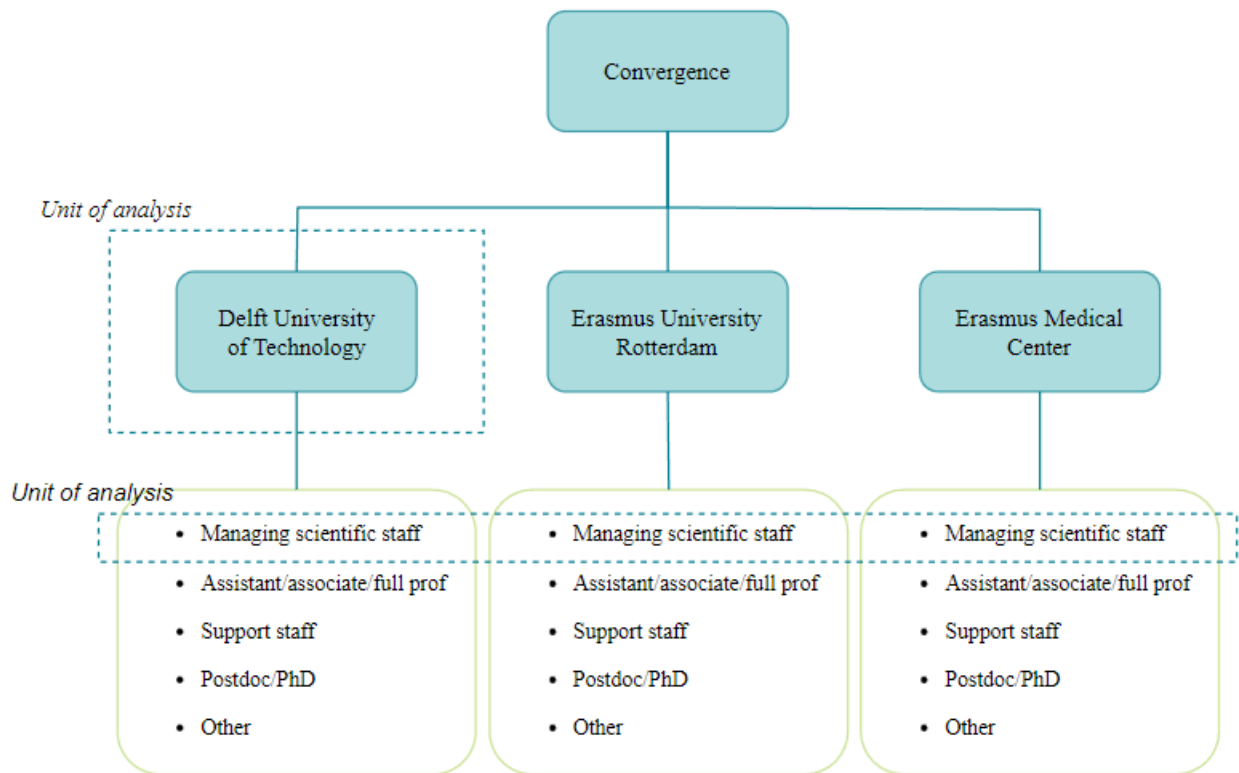 Convergence
Unit of analysis
Delft University
of Technology
Erasmus University
Rotterdam
Erasmus Medical
Center
Unit of analysis
• Managing scientific staff
• Assistant/associate/full prof
• Support staff
• Postdoc/PhD
• Other
• Managing scientific staff
• Assistant/associate/full prof
• Support staff
• Postdoc/PhD
• Other
• Managing scientific staff
• Assistant/associate/full prof
• Support staff
• Postdoc/PhD
• Other